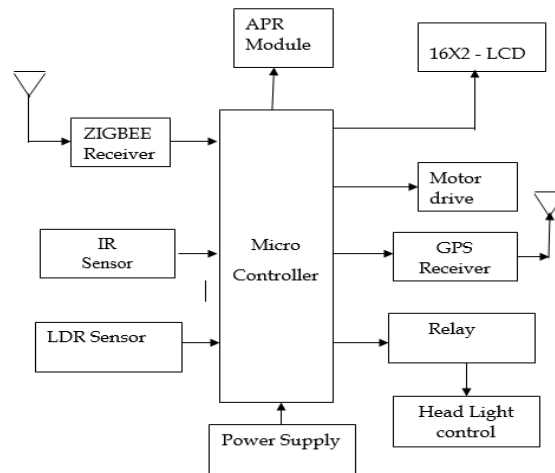 APR
Module
16X2 - LCD
ZIGBEE
Receiver
Motor
drive
IR
Sensor
Micro
Controller
GPS
Receiver
LDR Sensor
Relay
Head Light
control
Power Supply